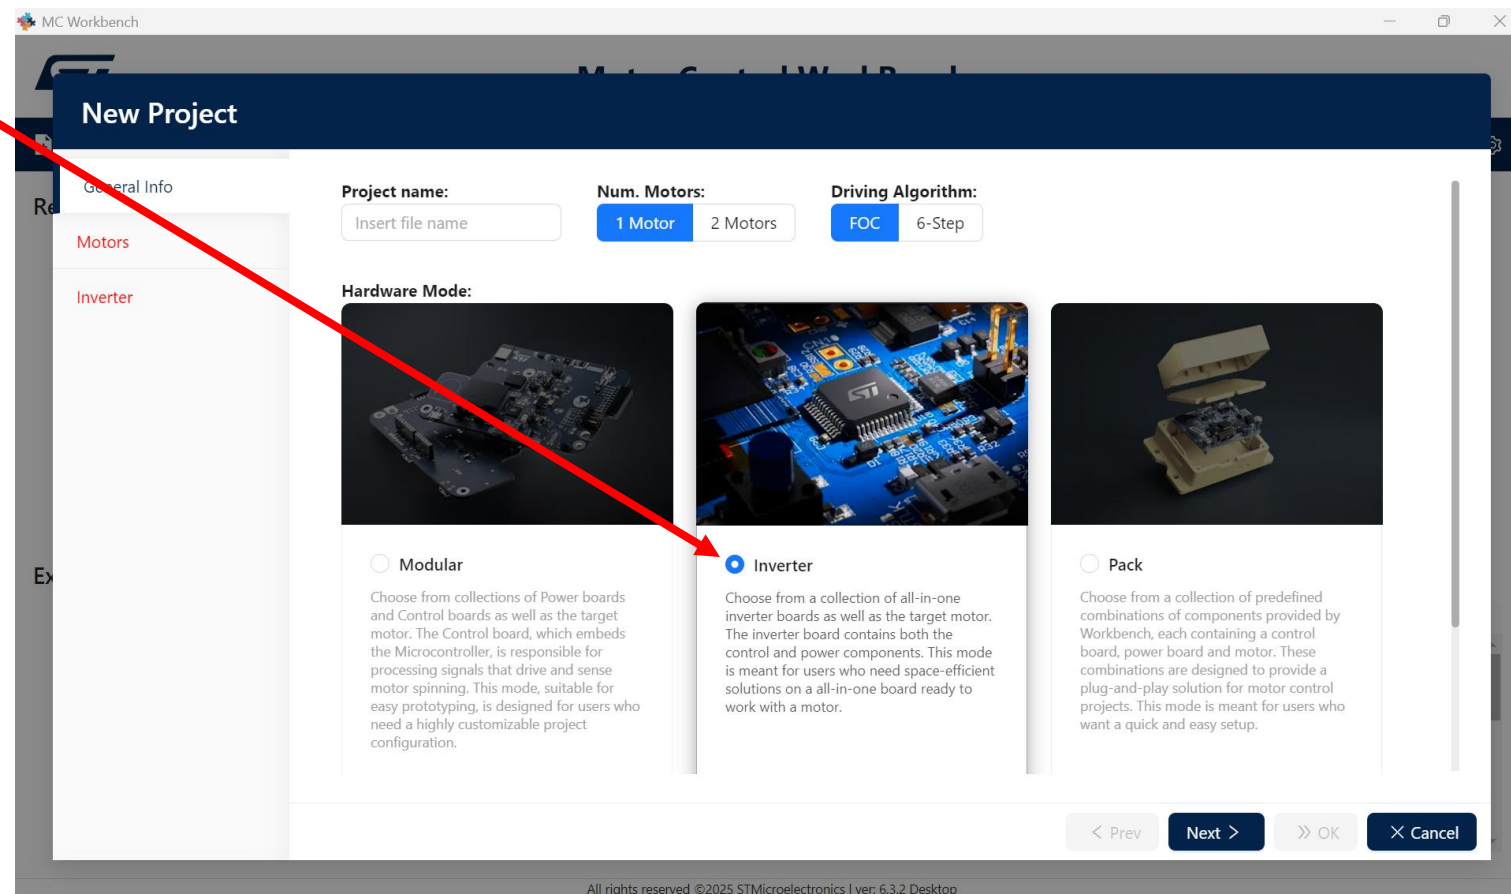 MC Workbench
New Project
General Info
Motors
Inverter
Project name:
Insert file name
Num. Motors:
1 Motor
2 Motors
Driving Algorithm:
FOC
6-Step
Hardware Mode:
Modular
Choose from collections of Power boards
and Control boards as well as the target
motor. The Control board, which embeds
the Microcontroller, is responsible for
processing signals that drive and sense
motor spinning. This mode, suitable for
easy prototyping, is designed for users who
need a highly customizable project
configuration.
Inverter
Choose from a collection of all-in-one
inverter boards as well as the target motor.
The inverter board contains both the
control and power components. This mode
is meant for users who need space-efficient
solutions on a all-in-one board ready to
work with a motor.
Pack
Choose from a collection of predefined
combinations of components provided by
Workbench, each containing a control
board, power board and motor. These
combinations are designed to provide a
plug-and-play solution for motor control
projects. This mode is meant for users who
want a quick and easy setup.
Prev
Next
OK
Cancel
All rights reserved ©2025 STMicroelectronics | ver: 6.3.2 Desktop